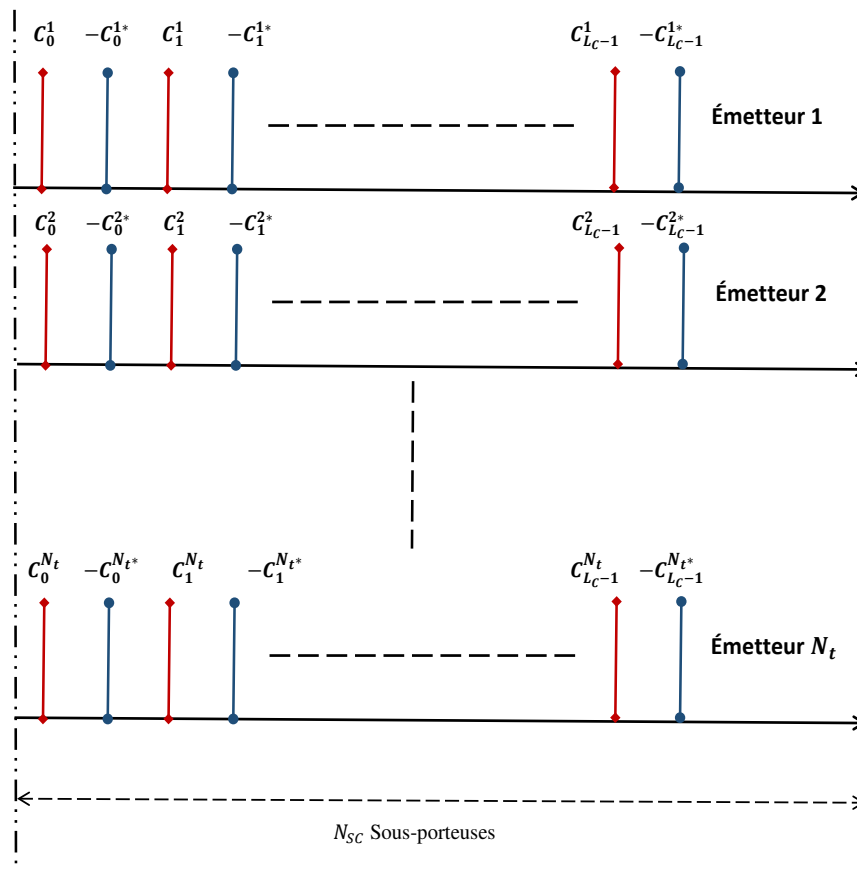 $C_0^1$ $-C_0^{1*}$ $C_1^1$ $-C_1^{1*}$ $C_{L_C-1}^1$ $-C_{L_C-1}^{1*}$
Émetteur 1
$C_0^2$ $-C_0^{2*}$ $C_1^2$ $-C_1^{2*}$ $C_{L_C-1}^2$ $-C_{L_C-1}^{2*}$
Émetteur 2
$C_0^{N_t}$ $-C_0^{N_t*}$ $C_1^{N_t}$ $-C_1^{N_t*}$ $C_{L_C-1}^{N_t}$ $-C_{L_C-1}^{N_t*}$
Émetteur $N_t$
$N_{SC}$ Sous-porteuses